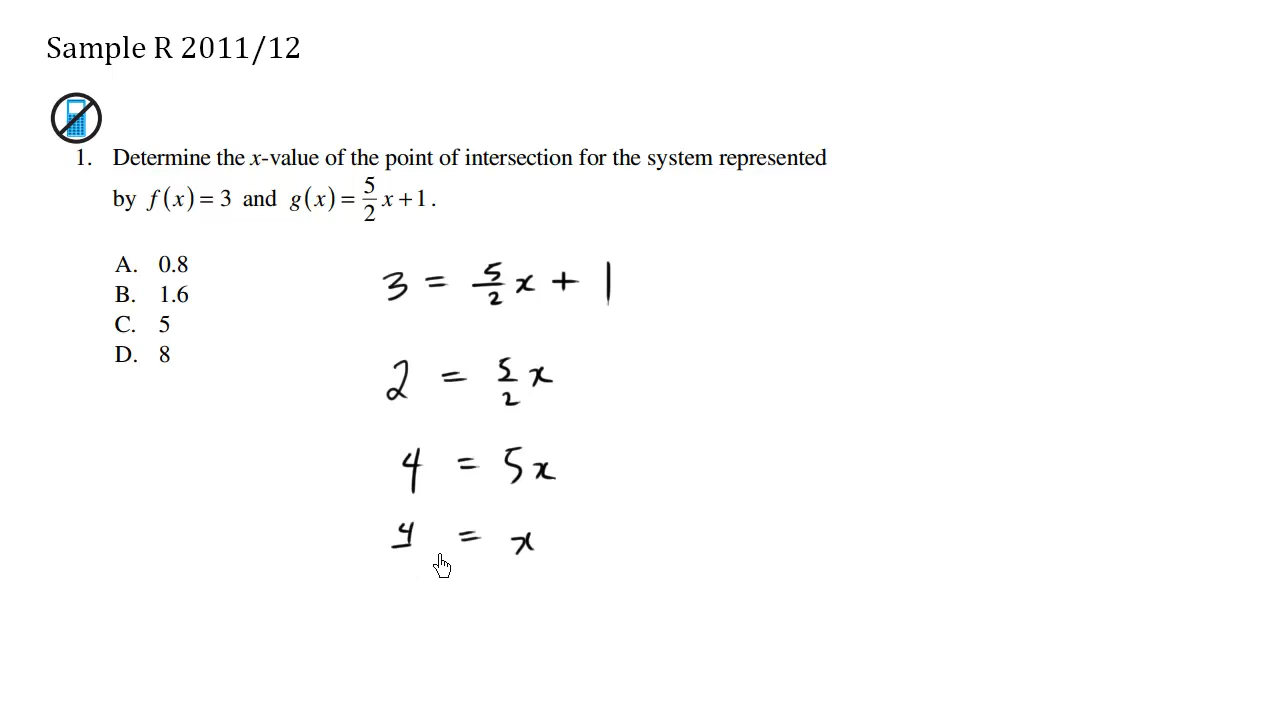 Sample R 2011/12
1. Determine the x-value of the point of intersection for the system represented
by f(x) = 3 and g(x) = 5/2 x + 1.
A. 0.8
B. 1.6
C. 5
D. 8
3 = 5/2 x + 1
2 = 5/2 x
4 = 5x
4 = x